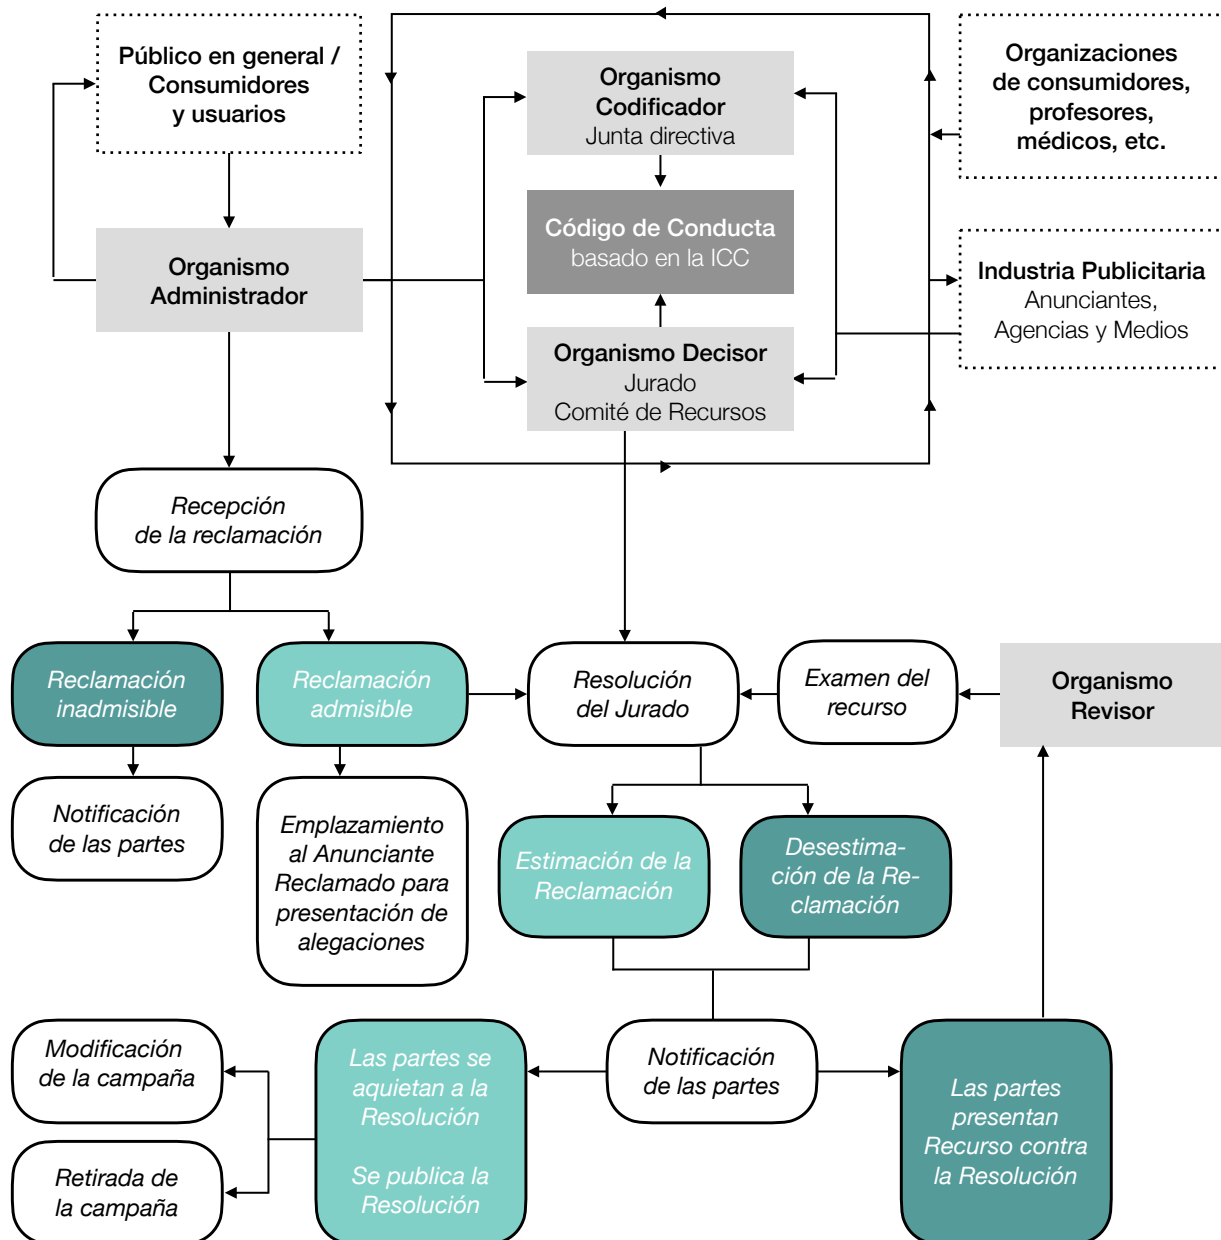 Público en general /
Consumidores
y usuarios
Organismo
Codificador
Junta directiva
Organizaciones
de consumidores,
profesores,
médicos, etc.
Código de Conducta
basado en la ICC
Organismo
Administrador
Industria Publicitaria
Anunciantes,
Agencias y Medios
Organismo Decisor
Jurado
Comité de Recursos
Recepción
de la reclamación
Reclamación
inadmisible
Reclamación
admisible
Resolución
del Jurado
Examen del
recurso
Organismo
Revisor
Notificación
de las partes
Emplazamiento
al Anunciante
Reclamado para
presentación de
alegaciones
Estimación de la
Reclamación
Desestima-
ción de la Re-
clamación
Modificación
de la campaña
Retirada de
la campaña
Las partes se
aquietan a la
Resolución
Se publica la
Resolución
Notificación
de las partes
Las partes
presentan
Recurso contra
la Resolución